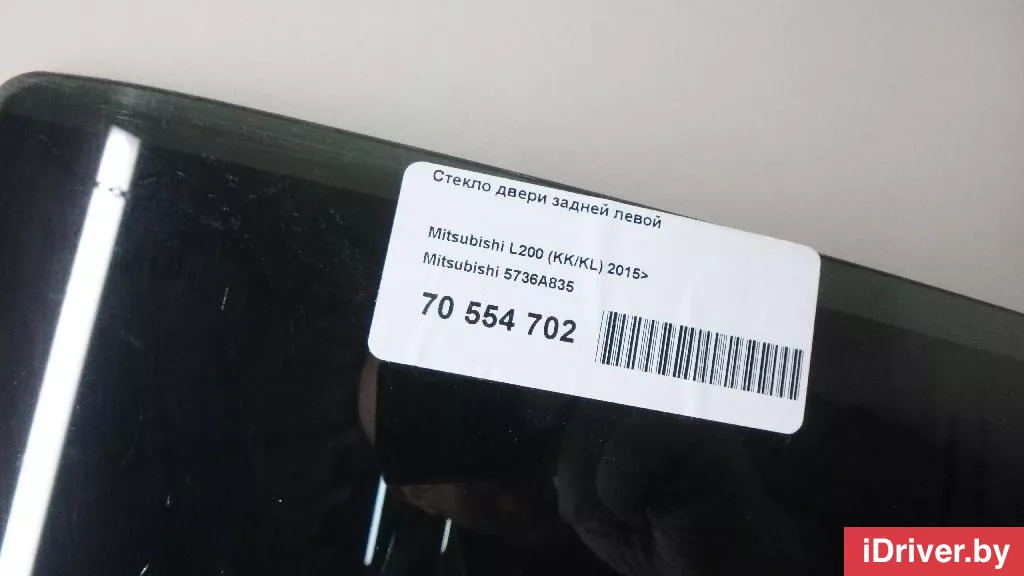 Стекло двери задней левой
Mitsubishi L200 (KK/KL) 2015>
Mitsubishi 5736A835
70 554 702
iDriver.by